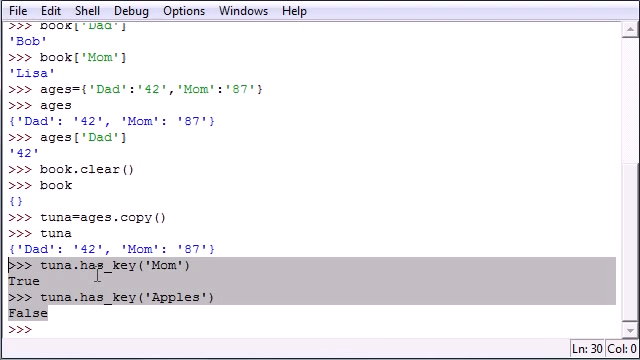 File Edit Shell Debug Options Windows Help
>>> book['Dad']
'Bob'
>>> book['Mom']
'Lisa'
>>> ages={'Dad':'42','Mom':'87'}
>>> ages
{'Dad': '42', 'Mom': '87'}
>>> ages['Dad']
'42'
>>> book.clear()
>>> book
{}
>>> tuna=ages.copy()
>>> tuna
{'Dad': '42', 'Mom': '87'}
>>> tuna.has_key('Mom')
True
>>> tuna.has_key('Apples')
False
>>>
Ln: 30 Col: 0